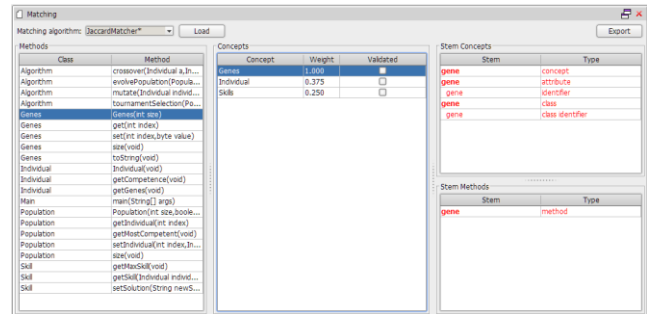 Matching
Matching algorithm: JaccardMatcher* Load Export
Methods
Class Method
Algorithm crossover(Individual a,In...
Algorithm evolvePopulation(Popula...
Algorithm mutate(Individual individ...
Algorithm tournamentSelection(Po...
Genes Genes(int size)
Genes get(int index)
Genes set(int index,byte value)
Genes size(void)
Genes toString(void)
Individual Individual(void)
Individual getCompetence(void)
Individual getGenes(void)
Main main(String[] args)
Population Population(int size,boole...
Population getIndividual(int index)
Population getMostCompetent(void)
Population setIndividual(int index,In...
Population size(void)
Skill getMaxSkill(void)
Skill getSkill(Individual individ...
Skill setSolution(String newS...
Concepts
Concept Weight Validated
Genes 1.000
Individual 0.375
Skills 0.250
Stem Concepts
Stem Type
gene concept
gene attribute
gene identifier
gene class
gene class identifier
Stem Methods
Stem Type
gene method